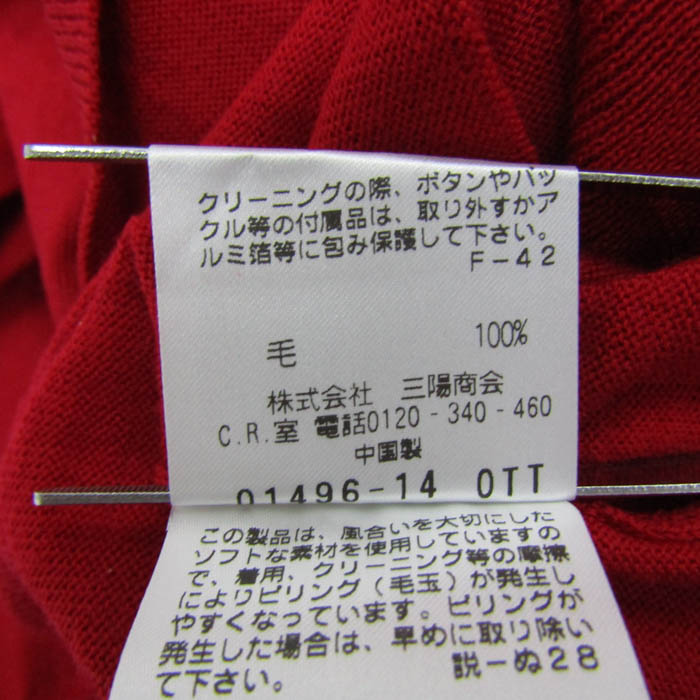 クリーニングの際、ボタンやバッ
クル等の付属品は、取り外すかア
ルミ箔等に包み保護して下さい。
F-42
毛 100%
株式会社 三陽商会
C.R.室 電話0120-340-460
中国製
01496-14 0TT
この製品は、風合いを大切にした
ソフトな素材を使用していますの
で、着用、クリーニング等の摩擦
によりピリング(毛玉)が発生し
やすくなっています。ピリングが
発生した場合は、早めに取り除い
て下さい。 説-ぬ28